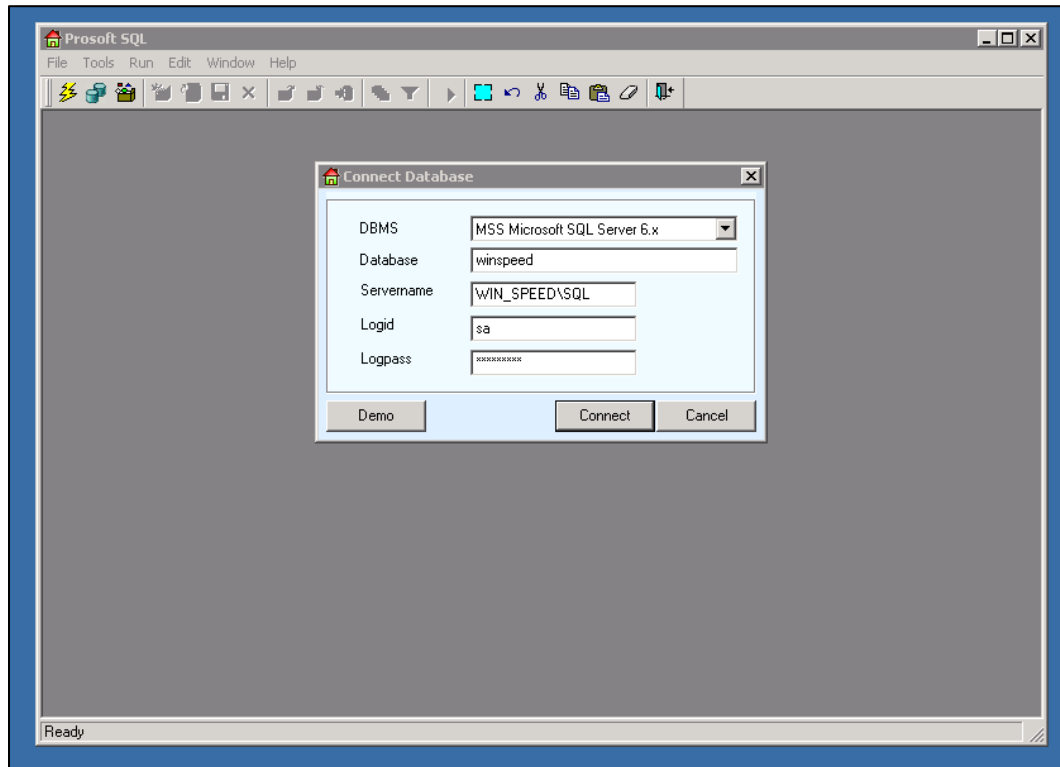 Prosoft SQL
File Tools Run Edit Window Help
Connect Database
DBMS MSS Microsoft SQL Server 6.x
Database winspeed
Servername WIN_SPEED\SQL
Logid sa
Logpass *********
Demo Connect Cancel
Ready